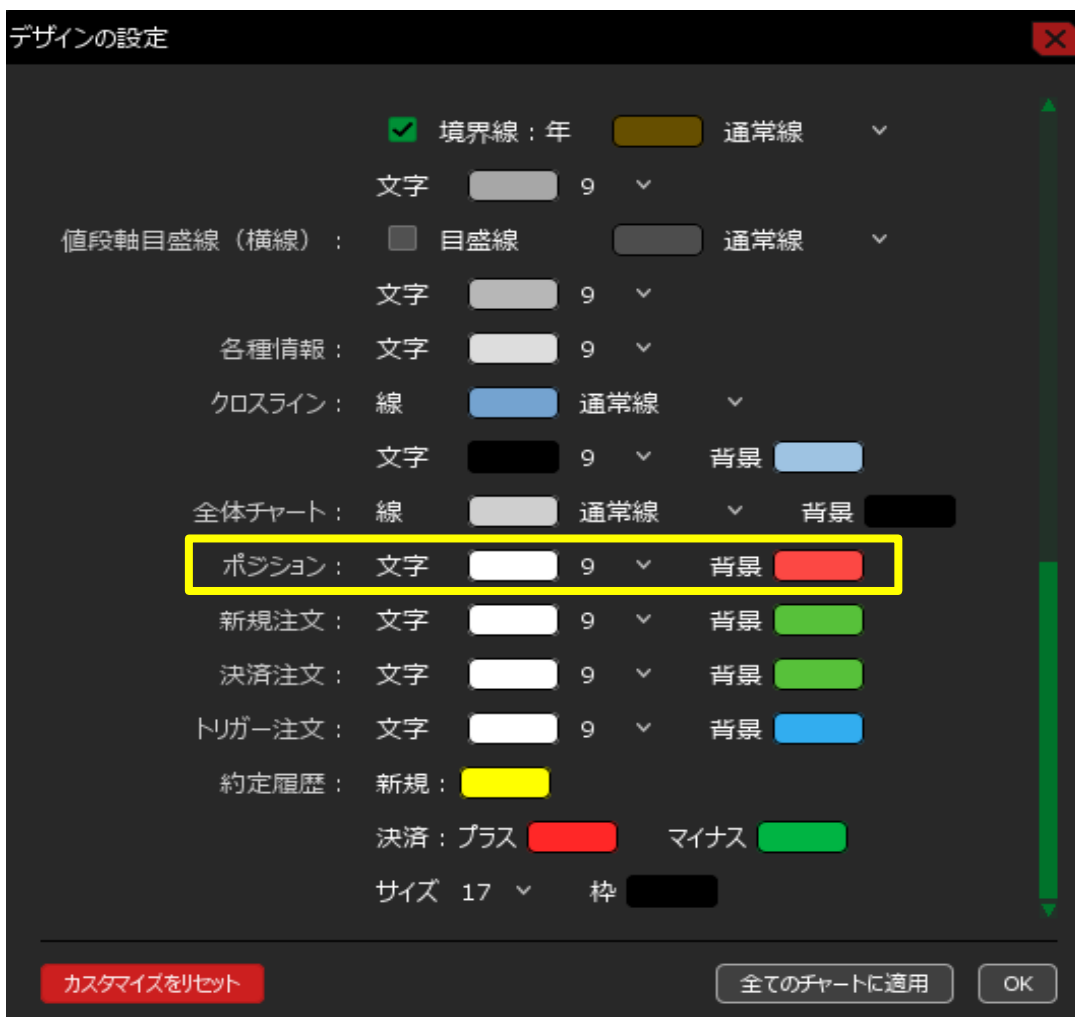 デザインの設定
境界線：年 通常線
文字 9
値段軸目盛線（横線）： 目盛線 通常線
文字 9
各種情報： 文字 9
クロスライン： 線 通常線
文字 9 背景
全体チャート： 線 通常線 背景
ポジション： 文字 9 背景
新規注文： 文字 9 背景
決済注文： 文字 9 背景
トリガー注文： 文字 9 背景
約定履歴： 新規：
決済：プラス マイナス
サイズ 17 枠
カスタマイズをリセット 全てのチャートに適用 OK